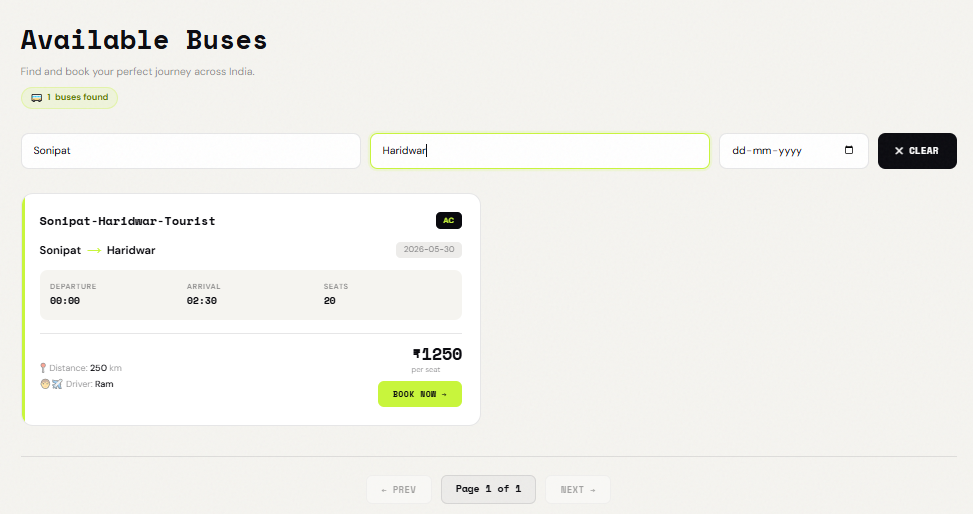 Available Buses
Find and book your perfect journey across India.
1 buses found
Sonipat
Haridwar
dd-mm-yyyy
✕ CLEAR
Sonipat-Haridwar-Tourist
AC
Sonipat → Haridwar
2026-05-30
DEPARTURE ARRIVAL SEATS
00:00 02:30 20
₹1250
per seat
Distance: 250 km
Driver: Ram
BOOK NOW →
← PREV
Page 1 of 1
NEXT →